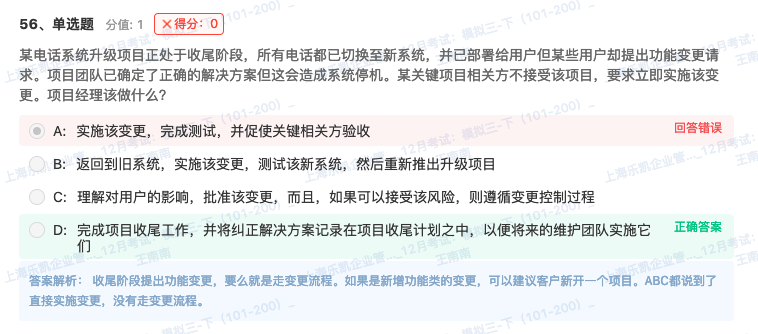 56、单选题 分值: 1 ×得分: 0
某电话系统升级项目正处于收尾阶段，所有电话都已切换至新系统，并已部署给用户但某些用户却提出功能变更请
求。项目团队已确定了正确的解决方案但这会造成系统停机。某关键项目相关方不接受该项目，要求立即实施该变
更。项目经理该做什么?
A: 实施该变更，完成测试，并促使关键相关方验收 回答错误
B: 返回到旧系统，实施该变更，测试该新系统，然后重新推出升级项目
C: 理解对用户的影响，批准该变更，而且，如果可以接受该风险，则遵循变更控制过程
D: 完成项目收尾工作，并将纠正解决方案记录在项目收尾计划之中，以便将来的维护团队实施它 正确答案
们
答案解析: 收尾阶段提出功能变更，要么就是走变更流程。如果是新增功能类的变更，可以建议客户新开一个项目。ABC都说到了
直接实施变更，没有走变更流程。
上海乐凯企业管..._12月考试：模拟三-下（101-200）_
王南南